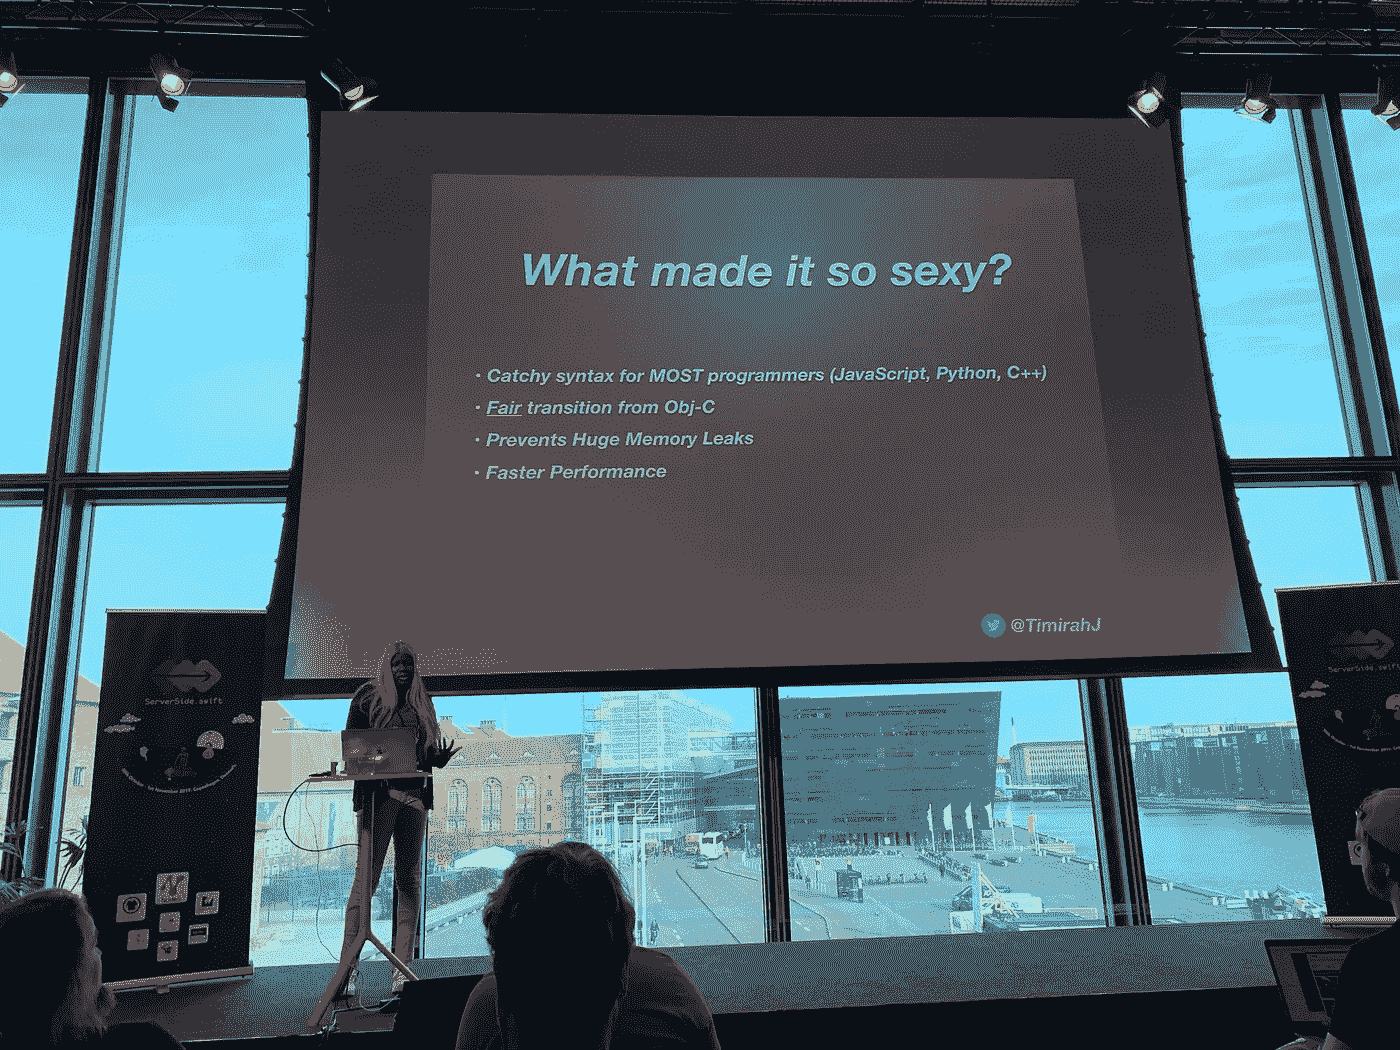 What made it so sexy?
• Catchy syntax for MOST programmers (JavaScript, Python, C++)
• Fair transition from Obj-C
• Prevents Huge Memory Leaks
• Faster Performance
@TimirahJ
ServerSide.swift
ServerSide.swift